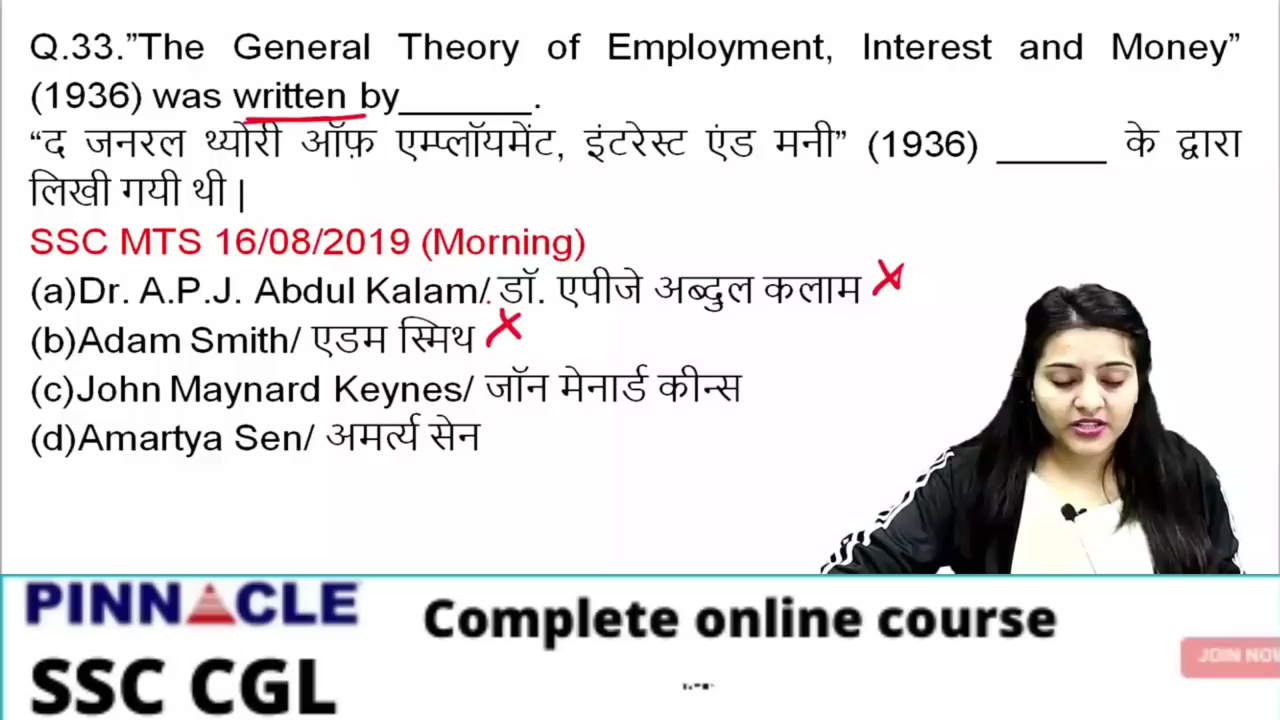 Q.33.”The General Theory of Employment, Interest and Money”
(1936) was written by______.
“द जनरल थ्योरी ऑफ़ एम्प्लॉयमेंट, इंटरेस्ट एंड मनी” (1936) _____ के द्वारा
लिखी गयी थी |
SSC MTS 16/08/2019 (Morning)
(a)Dr. A.P.J. Abdul Kalam/ डॉ. एपीजे अब्दुल कलाम
(b)Adam Smith/ एडम स्मिथ
(c)John Maynard Keynes/ जॉन मेनार्ड कीन्स
(d)Amartya Sen/ अमर्त्य सेन
PINNACLE
Complete online course
SSC CGL
JOIN NOW